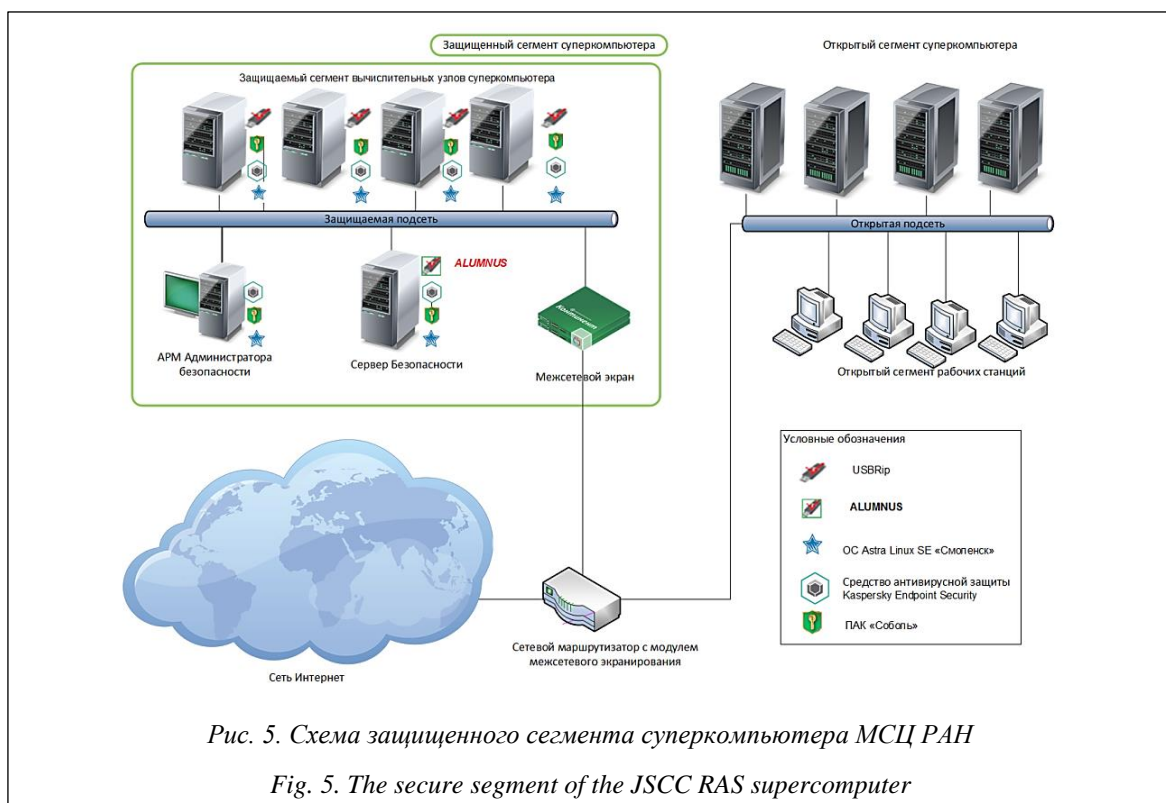 Защищенный сегмент суперкомпьютера
Открытый сегмент суперкомпьютера
Защищаемый сегмент вычислительных узлов суперкомпьютера
Защищаемая подсеть
Открытая подсеть
ALUMNUS
АРМ Администратора
безопасности
Сервер Безопасности
Межсетевой экран
Открытый сегмент рабочих станций
Условные обозначения
USBRip
ALUMNUS
ОС Astra Linux SE «Смоленск»
Средство антивирусной защиты
Kaspersky Endpoint Security
ПАК «Соболь»
Сетевой маршрутизатор с модулем
межсетевого экранирования
Сеть Интернет
Рис. 5. Схема защищенного сегмента суперкомпьютера МСЦ РАН
Fig. 5. The secure segment of the JSCC RAS supercomputer